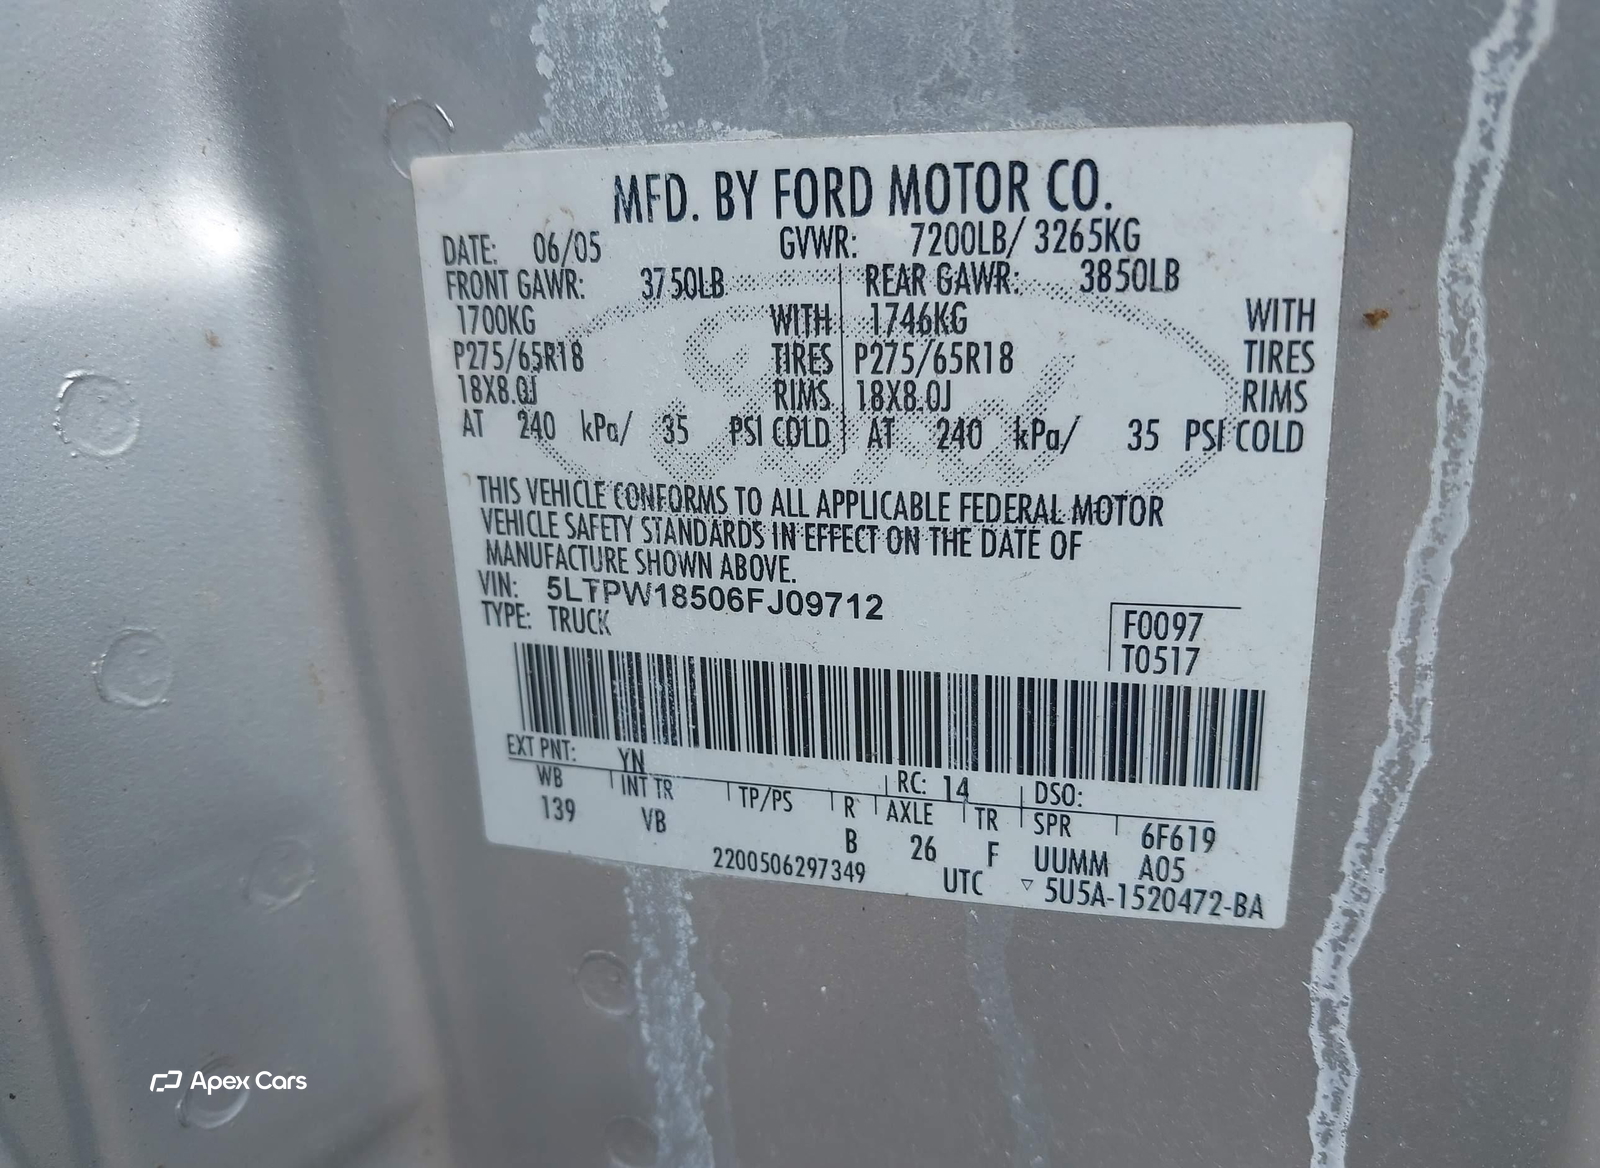 MFD. BY FORD MOTOR CO.
DATE: 06/05 GVWR: 7200LB/ 3265KG
FRONT GAWR: 3750LB REAR GAWR: 3850LB
1700KG WITH 1746KG WITH
P275/65R18 TIRES P275/65R18 TIRES
18X8.0J RIMS 18X8.0J RIMS
AT 240 kPa/ 35 PSI COLD AT 240 kPa/ 35 PSI COLD
THIS VEHICLE CONFORMS TO ALL APPLICABLE FEDERAL MOTOR
VEHICLE SAFETY STANDARDS IN EFFECT ON THE DATE OF
MANUFACTURE SHOWN ABOVE.
VIN: 5LTPW18506FJ09712
TYPE: TRUCK
F0097
T0517
EXT PNT: YN RC: 14 DSO:
WB INT TR TP/PS R AXLE TR SPR 6F619
139 VB B 26 F UUMM A05
2200506297349 UTC ▽ 5U5A-1520472-BA
Ford
Apex Cars